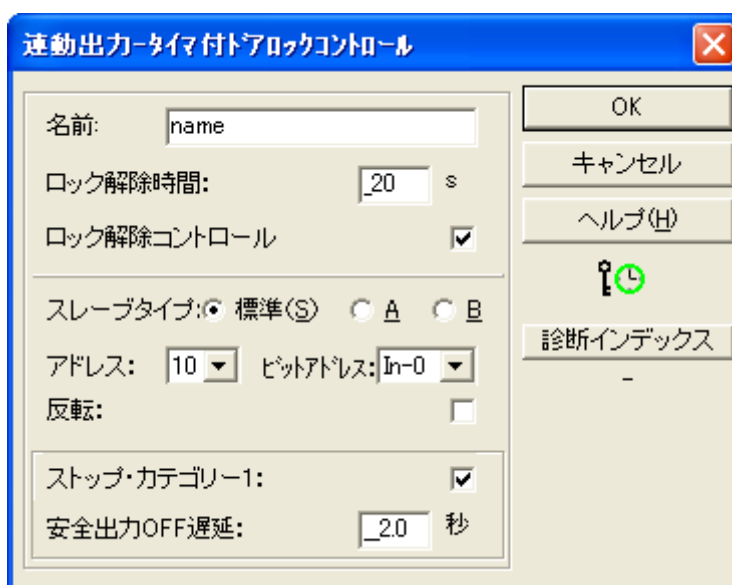 連動出力-ﾀｲﾏ付ﾄﾞｱﾛｯｸｺﾝﾄﾛｰﾙ
名前: name
ロック解除時間: _20 s
ロック解除コントロール
スレーブタイプ: 標準(S) A B
アドレス: 10 ﾋﾞｯﾄｱﾄﾞﾚｽ: In-0
反転:
ストップ・カテゴリー1:
安全出力OFF遅延: __2.0 秒
OK
キャンセル
ヘルプ(H)
診断インデックス
-